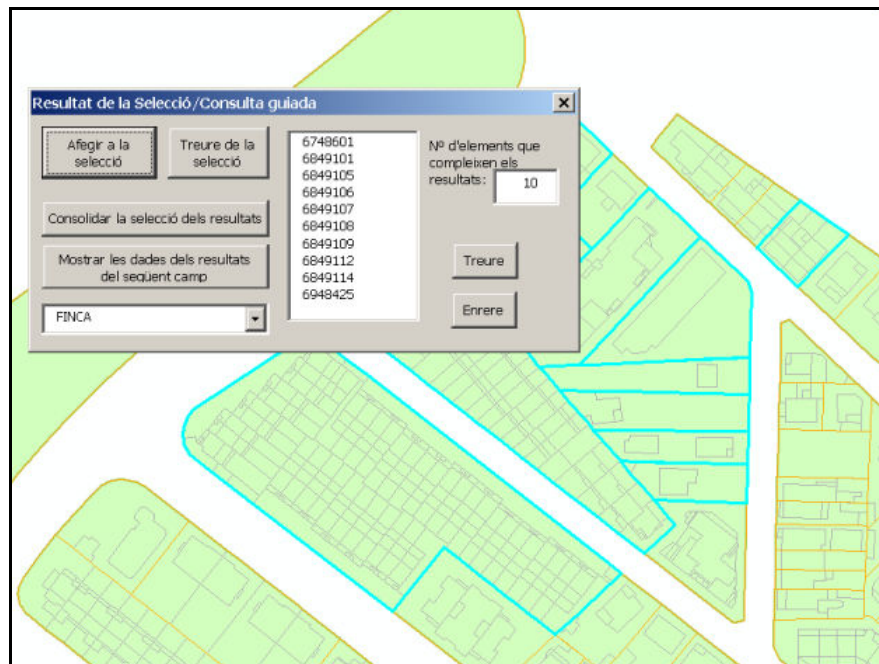 Resultat de la Selecció/Consulta guiada
Afegir a la
selecció
Treure de la
selecció
Consolidar la selecció dels resultats
Mostrar les dades dels resultats
del següent camp
FINCA
6748601
6849101
6849105
6849106
6849107
6849108
6849109
6849112
6849114
6948425
Nº d'elements que
compleixen els
resultats: 10
Treure
Enrere